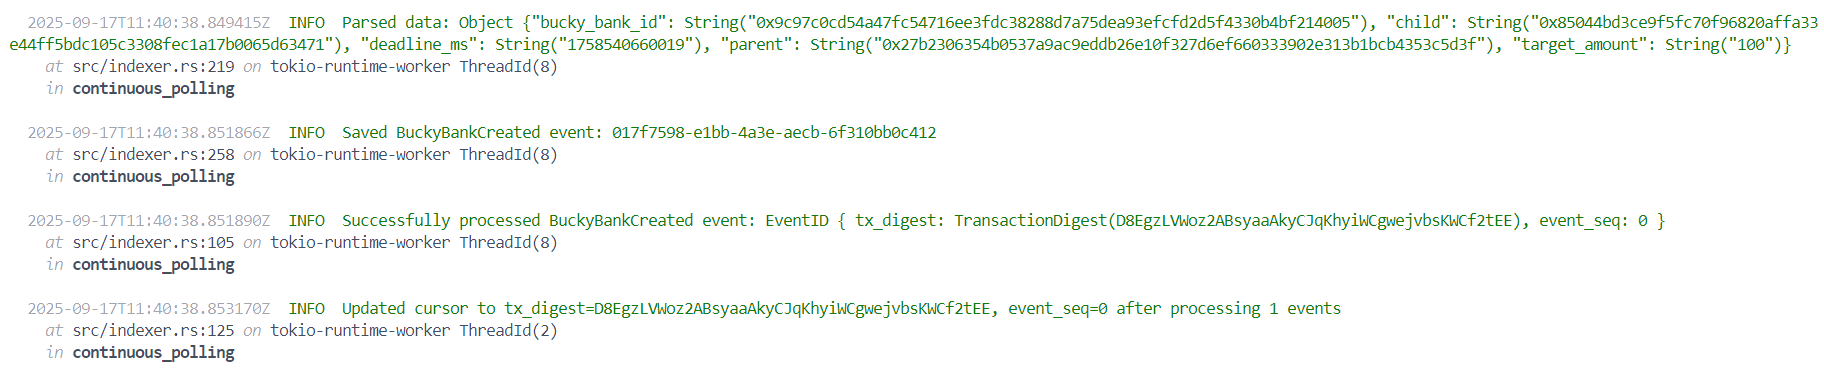 2025-09-17T11:40:38.849415Z  INFO  Parsed data: Object {"bucky_bank_id": String("0x9c97c0cd54a47fc54716ee3fdc38288d7a75dea93efcfd2d5f4330b4bf214005"), "child": String("0x85044bd3ce9f5fc70f96820affa33
e44ff5bdc105c3308fec1a17b0065d63471"), "deadline_ms": String("1758540660019"), "parent": String("0x27b2306354b0537a9ac9eddb26e10f327d6ef660333902e313b1bcb4353c5d3f"), "target_amount": String("100")}
at src/indexer.rs:219 on tokio-runtime-worker ThreadId(8)
in continuous_polling
2025-09-17T11:40:38.851866Z  INFO  Saved BuckyBankCreated event: 017f7598-e1bb-4a3e-aecb-6f310bb0c412
at src/indexer.rs:258 on tokio-runtime-worker ThreadId(8)
in continuous_polling
2025-09-17T11:40:38.851890Z  INFO  Successfully processed BuckyBankCreated event: EventID { tx_digest: TransactionDigest(D8EgzLVWoz2ABsyaaAkyCJqKhyiWCgwejvbsKWCf2tEE), event_seq: 0 }
at src/indexer.rs:105 on tokio-runtime-worker ThreadId(8)
in continuous_polling
2025-09-17T11:40:38.853170Z  INFO  Updated cursor to tx_digest=D8EgzLVWoz2ABsyaaAkyCJqKhyiWCgwejvbsKWCf2tEE, event_seq=0 after processing 1 events
at src/indexer.rs:125 on tokio-runtime-worker ThreadId(2)
in continuous_polling